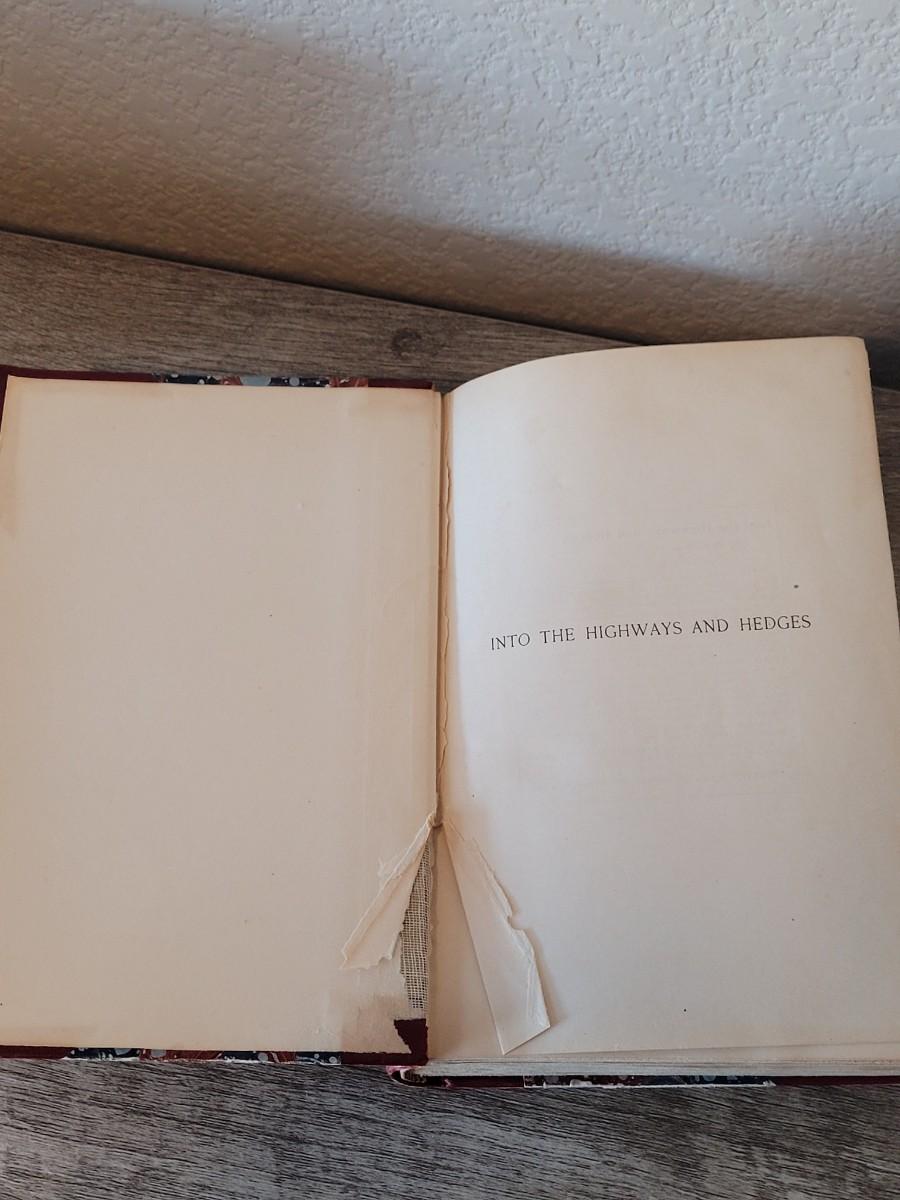 INTO THE HIGHWAYS AND HEDGES